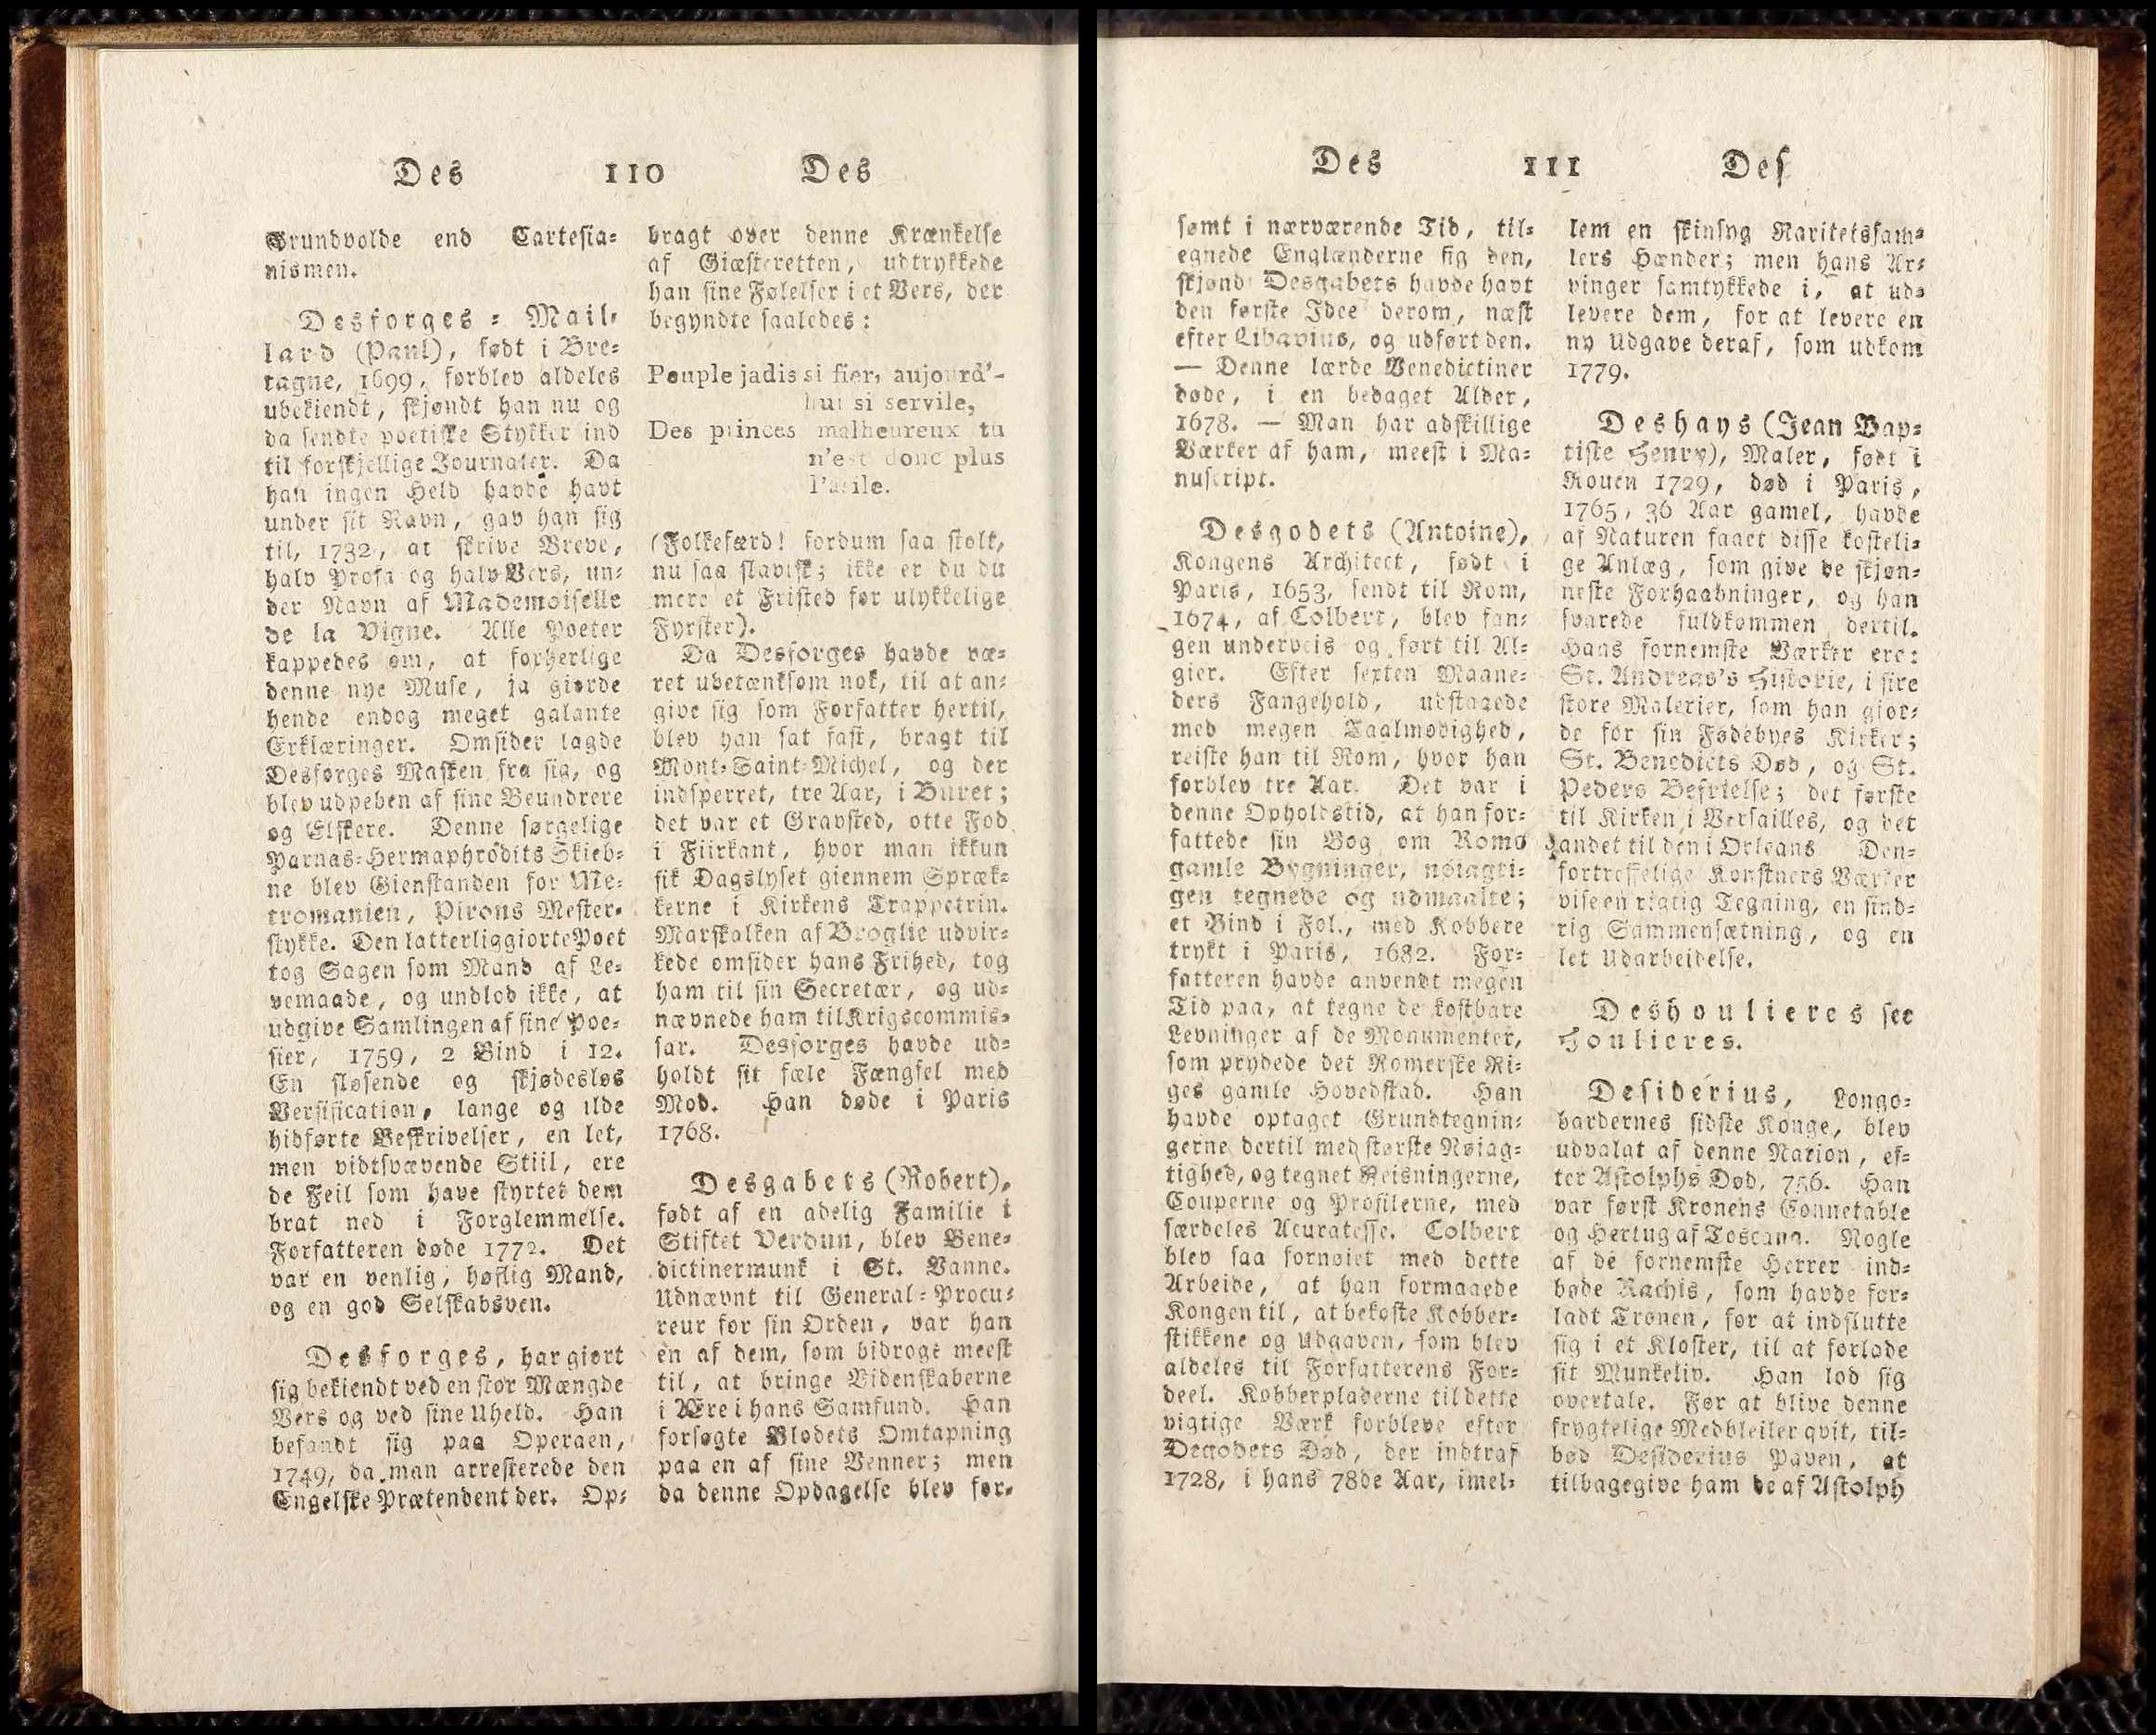 Des 110 Des
Grundvolde end Cartesia-
nismen.
Desforges - Mail-
lard (Paul), født i Bre-
tagne, 1699, forblev aldeles
ubekiendt, skjøndt han nu og
da sendte poetiske Stykker ind
til forskjellige Journaler. Da
han ingen Held havde havt
under sit Navn, gav han sig
til, 1732, at skrive Breve,
halv Prosa og halv Vers, un-
der Navn af Mademoiselle
de la Vigne. Alle Poeter
kappedes om, at forherlige
denne nye Muse, ja giorde
hende endog meget galante
Erklæringer. Omsider lagde
Desforges Masken fra sig, og
blev udpeben af sine Beundrere
og Elskere. Denne sørgelige
Parnas-Hermaphrodits Skieb-
ne blev Gienstanden for Me-
tromanien, Pirons Mester-
stykke. Den latterliggiorte Poet
tog Sagen som Mand af Le-
vemaade, og undlod ikke, at
udgive Samlingen af sine Poe-
sier, 1759, 2 Bind i 12.
En sløsende og skjødesløs
Versification, lange og ilde
hidførte Beskrivelser, en let,
men vidtsvævende Stiil, ere
de Feil som have styrtet dem
brat ned i Forglemmelse.
Forfatteren døde 1772. Det
var en venlig, høflig Mand,
og en god Selskabsven.
Desforges, har giort
sig bekiendt ved en stor Mængde
Vers og ved sine Uheld. Han
befandt sig paa Operaen,
1749, da man arresterede den
Engelske Prætendent der. Op-
bragt over denne Krænkelse
af Giæsteretten, udtrykkede
han sine Følelser i et Vers, der
begyndte saaledes:
Peuple jadis si fier, aujourd'-
hui si servile,
Des princes malheureux tu
n'est donc plus
l'asile.
(Folkefærd! fordum saa stolt,
nu saa slavisk; ikke er du du
mere et Fristed for ulykkelige
Fyrster).
Da Desforges havde væ-
ret ubetænksom nok, til at an-
give sig som Forfatter hertil,
blev han sat fast, bragt til
Mont-Saint-Michel, og der
indsperret, tre Aar, i Buret;
det var et Gravsted, otte Fod
i Fiirkant, hvor man ikkun
fik Dagslyset giennem Spræk-
kerne i Kirkens Trappetrin.
Marskalken af Broglie udvir-
kede omsider hans Frihed, tog
ham til sin Secretær, og ud-
nævnede ham til Krigscommis-
sar. Desforges havde ud-
holdt sit fæle Fængsel med
Mod. Han døde i Paris
1768.
Desgabets (Robert),
født af en adelig Familie i
Stiftet Verdun, blev Bene-
dictinermunk i St. Vanne.
Udnævnt til General-Procu-
reur for sin Orden, var han
en af dem, som bidroge meest
til, at bringe Videnskaberne
i Ære i hans Samfund. Han
forsøgte Blodets Omtapning
paa en af sine Venner; men
da denne Opdagelse blev for-
Des 111 Des
sømt i nærværende Tid, til-
egnede Englænderne sig den,
skjønd Desgabets havde havt
den første Idee derom, næst
efter Libavius, og udført den.
— Denne lærde Benedictiner
døde, i en bedaget Alder,
1678. — Man har adskillige
Værker af ham, meest i Ma-
nuscript.
Desgodets (Antoine),
Kongens Architect, født i
Paris, 1653, sendt til Rom,
1674, af Colbert, blev fan-
gen underveis og ført til Al-
gier. Efter sexten Maane-
ders Fangehold, udstagede
med megen Taalmodighed,
reiste han til Rom, hvor han
forblev tre Aar. Det var i
denne Opholdstid, at han for-
fattede sin Bog om Roms
gamle Bygninger, nøiagti-
gen tegnede og udmaalte;
et Bind i Fol., med Kobbere
trykt i Paris, 1682. For-
fatteren havde anvendt megen
Tid paa, at tegne de kostbare
Levninger af de Monumenter,
som prydede det Romerske Ri-
ges gamle Hovedstad. Han
havde optaget Grundtegnin-
gerne dertil med største Nøiag-
tighed, og tegnet Reisningerne,
Couperne og Profilerne, med
særdeles Acuratesse. Colbert
blev saa fornøiet med dette
Arbeide, at han formaaede
Kongen til, at bekoste Kobber-
stikkene og Udgaven, som blev
aldeles til Forfatterens For-
deel. Kobberpladerne til dette
vigtige Værk forbleve efter
Degodets Død, der indtraf
1728, i hans 78de Aar, imel-
lem en skinsyg Raritetssam-
lers Hænder; men hans Ar-
vinger samtykkede i, at ud-
levere dem, for at levere en
ny Udgave deraf, som udkom
1779.
Deshays (Jean Bap-
tiste Henry), Maler, født i
Rouen 1729, død i Paris,
1765, 36 Aar gamel, havde
af Naturen faaet disse kosteli-
ge Anlæg, som give de skjøn-
neste Forhaabninger, og han
svarede fuldkommen dertil.
Hans fornemste Værker ere:
St. Andreas's Historie, i fire
store Malerier, som han gior-
de for sin Fødebyes Kirker;
St. Benedicts Død, og St.
Peders Befrielse; det første
til Kirken i Versailles, og det
andet til den i Orleans Den-
fortreffelige Konstners Værker
vise en rigtig Tegning, en sind-
rig Sammensætning, og en
let Udarbeidelse.
Deshoulieres see
Houlieres.
Desiderius, Longo-
bardernes sidste Konge, blev
udvalgt af denne Nation, ef-
ter Astolphs Død, 756. Han
var først Kronens Connetable
og Hertug af Toscana. Nogle
af de fornemste Herrer ind-
bøde Rachis, som havde for-
ladt Tronen, for at indslutte
sig i et Kloster, til at forlade
sit Munkeliv. Han lod sig
overtale. For at blive denne
frygtelige Medbeiler qvit, til-
bød Desiderius Paven, at
tilbagegive ham de af Astolph